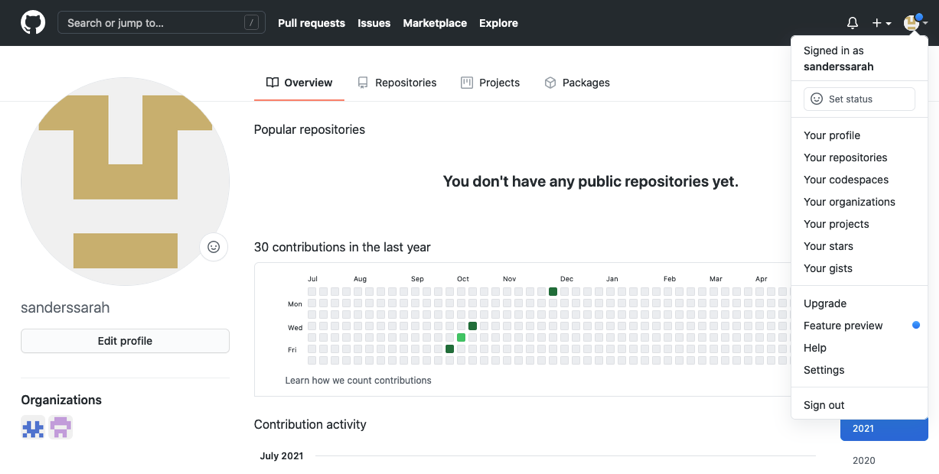 Search or jump to... /
Pull requests
Issues
Marketplace
Explore
Signed in as
sanderssarah
Set status
Your profile
Your repositories
Your codespaces
Your organizations
Your projects
Your stars
Your gists
Upgrade
Feature preview
Help
Settings
Sign out
Overview
Repositories
Projects
Packages
Popular repositories
You don't have any public repositories yet.
30 contributions in the last year
Jul Aug Sep Oct Nov Dec Jan Feb Mar Apr
Mon
Wed
Fri
Learn how we count contributions
sanderssarah
Edit profile
Organizations
Contribution activity
July 2021
2021
2020